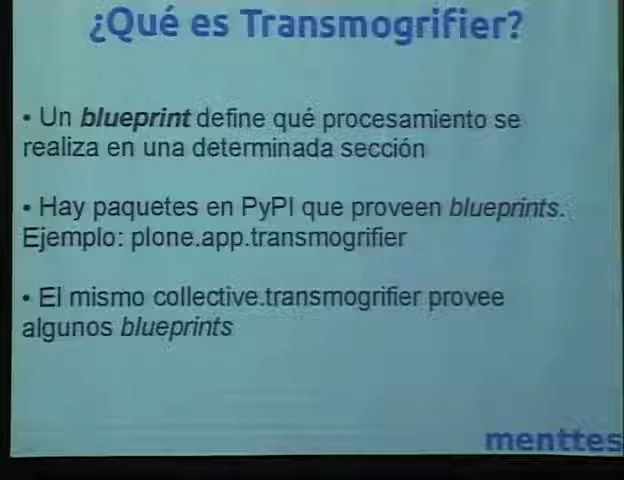 ¿Qué es Transmogrifier?
• Un blueprint define qué procesamiento se
realiza en una determinada sección
• Hay paquetes en PyPI que proveen blueprints.
Ejemplo: plone.app.transmogrifier
• El mismo collective.transmogrifier provee
algunos blueprints
menttes